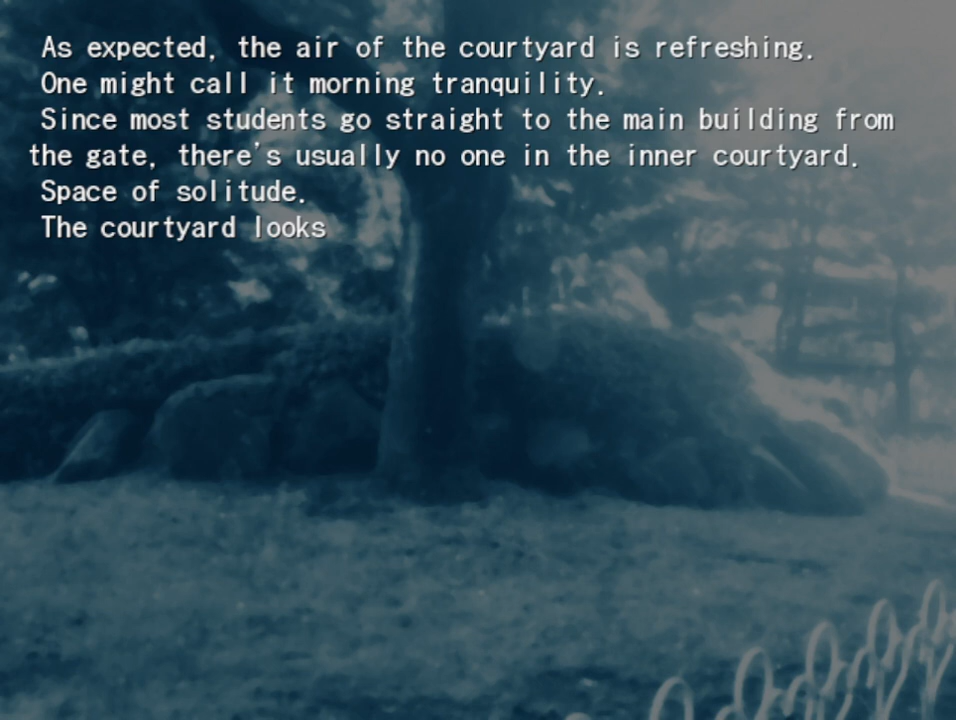 As expected, the air of the courtyard is refreshing.
One might call it morning tranquility.
Since most students go straight to the main building from
the gate, there's usually no one in the inner courtyard.
Space of solitude.
The courtyard looks